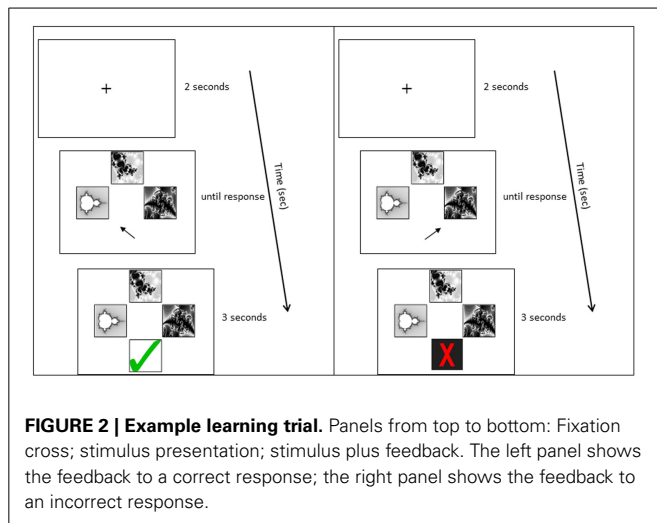 2 seconds
2 seconds
Time (sec)
Time (sec)
until response
until response
3 seconds
3 seconds
X
FIGURE 2 | Example learning trial. Panels from top to bottom: Fixation
cross; stimulus presentation; stimulus plus feedback. The left panel shows
the feedback to a correct response; the right panel shows the feedback to
an incorrect response.